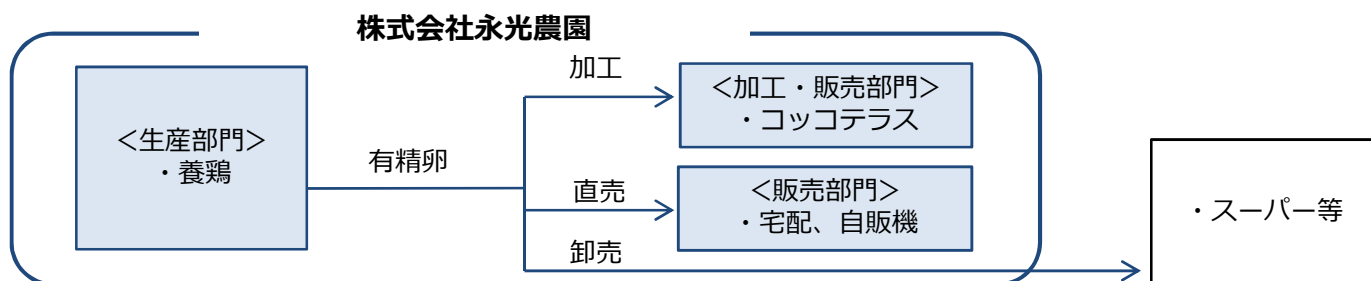 株式会社永光農園
加工
＜加工・販売部門＞
・コッコテラス
＜生産部門＞
・養鶏
有精卵
直売
＜販売部門＞
・宅配、自販機
・スーパー等
卸売